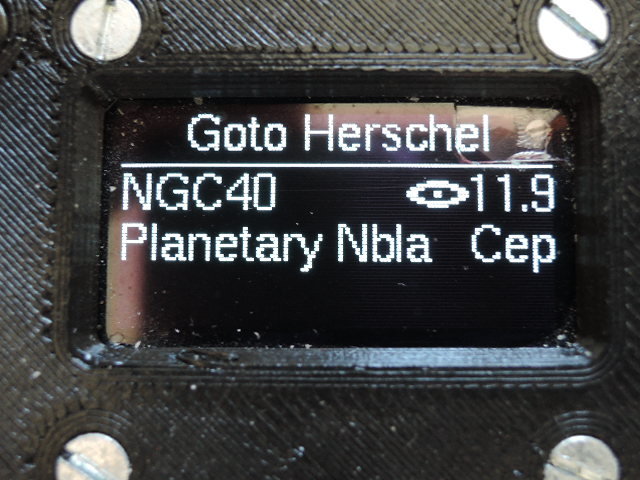 Goto Herschel
NGC40 11.9
Planetary Nbla Cep